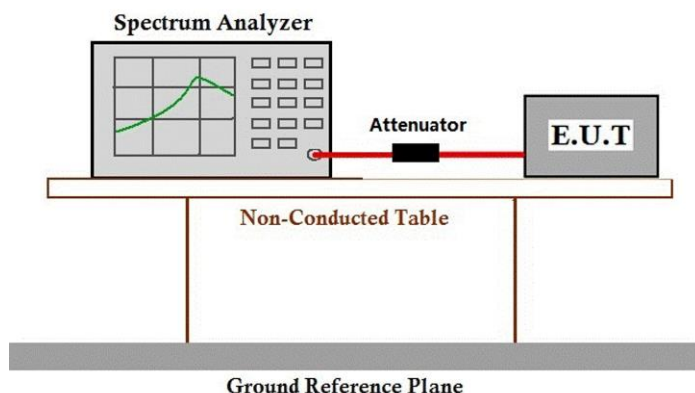 Spectrum Analyzer
Attenuator
E.U.T
Non-Conducted Table
Ground Reference Plane